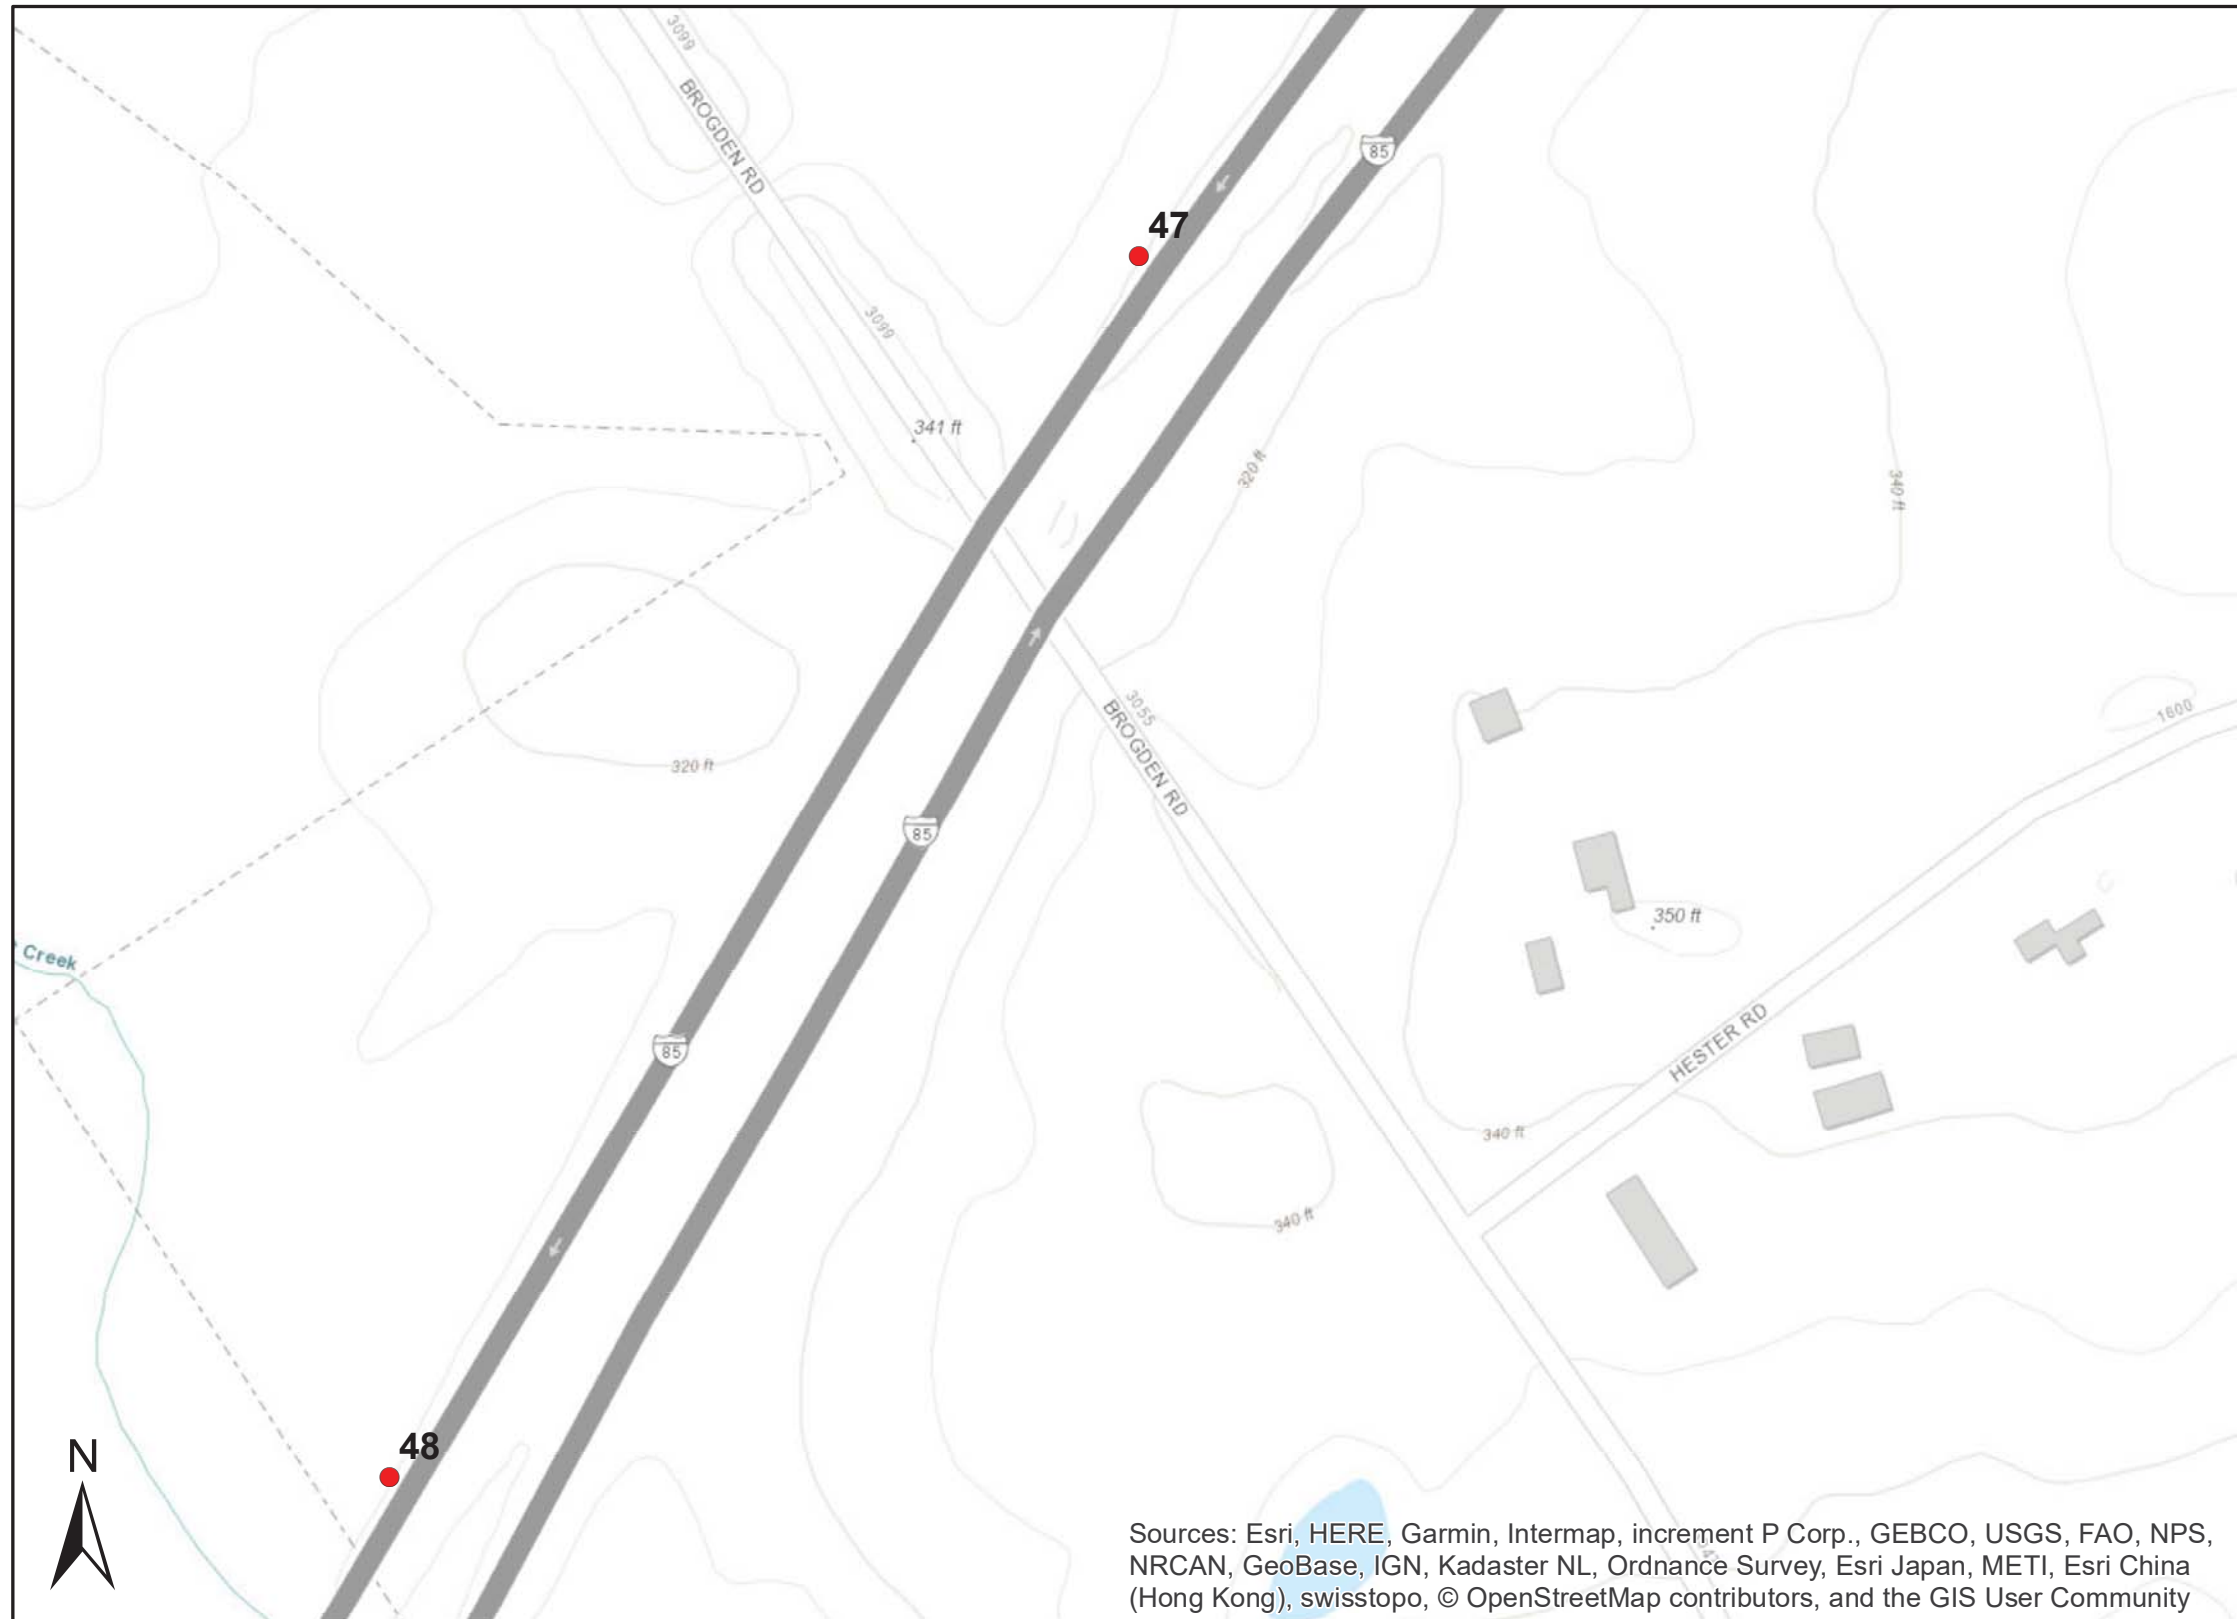 3099
BROGDEN RD
85
47
3099
341 ft
320 ft
340 ft
3055
BROGDEN RD
1600
320 ft
85
350 ft
Creek
HESTER RD
85
340 ft
340 ft
48
N
Sources: Esri, HERE, Garmin, Intermap, increment P Corp., GEBCO, USGS, FAO, NPS,
NRCAN, GeoBase, IGN, Kadaster NL, Ordnance Survey, Esri Japan, METI, Esri China
(Hong Kong), swisstopo, © OpenStreetMap contributors, and the GIS User Community